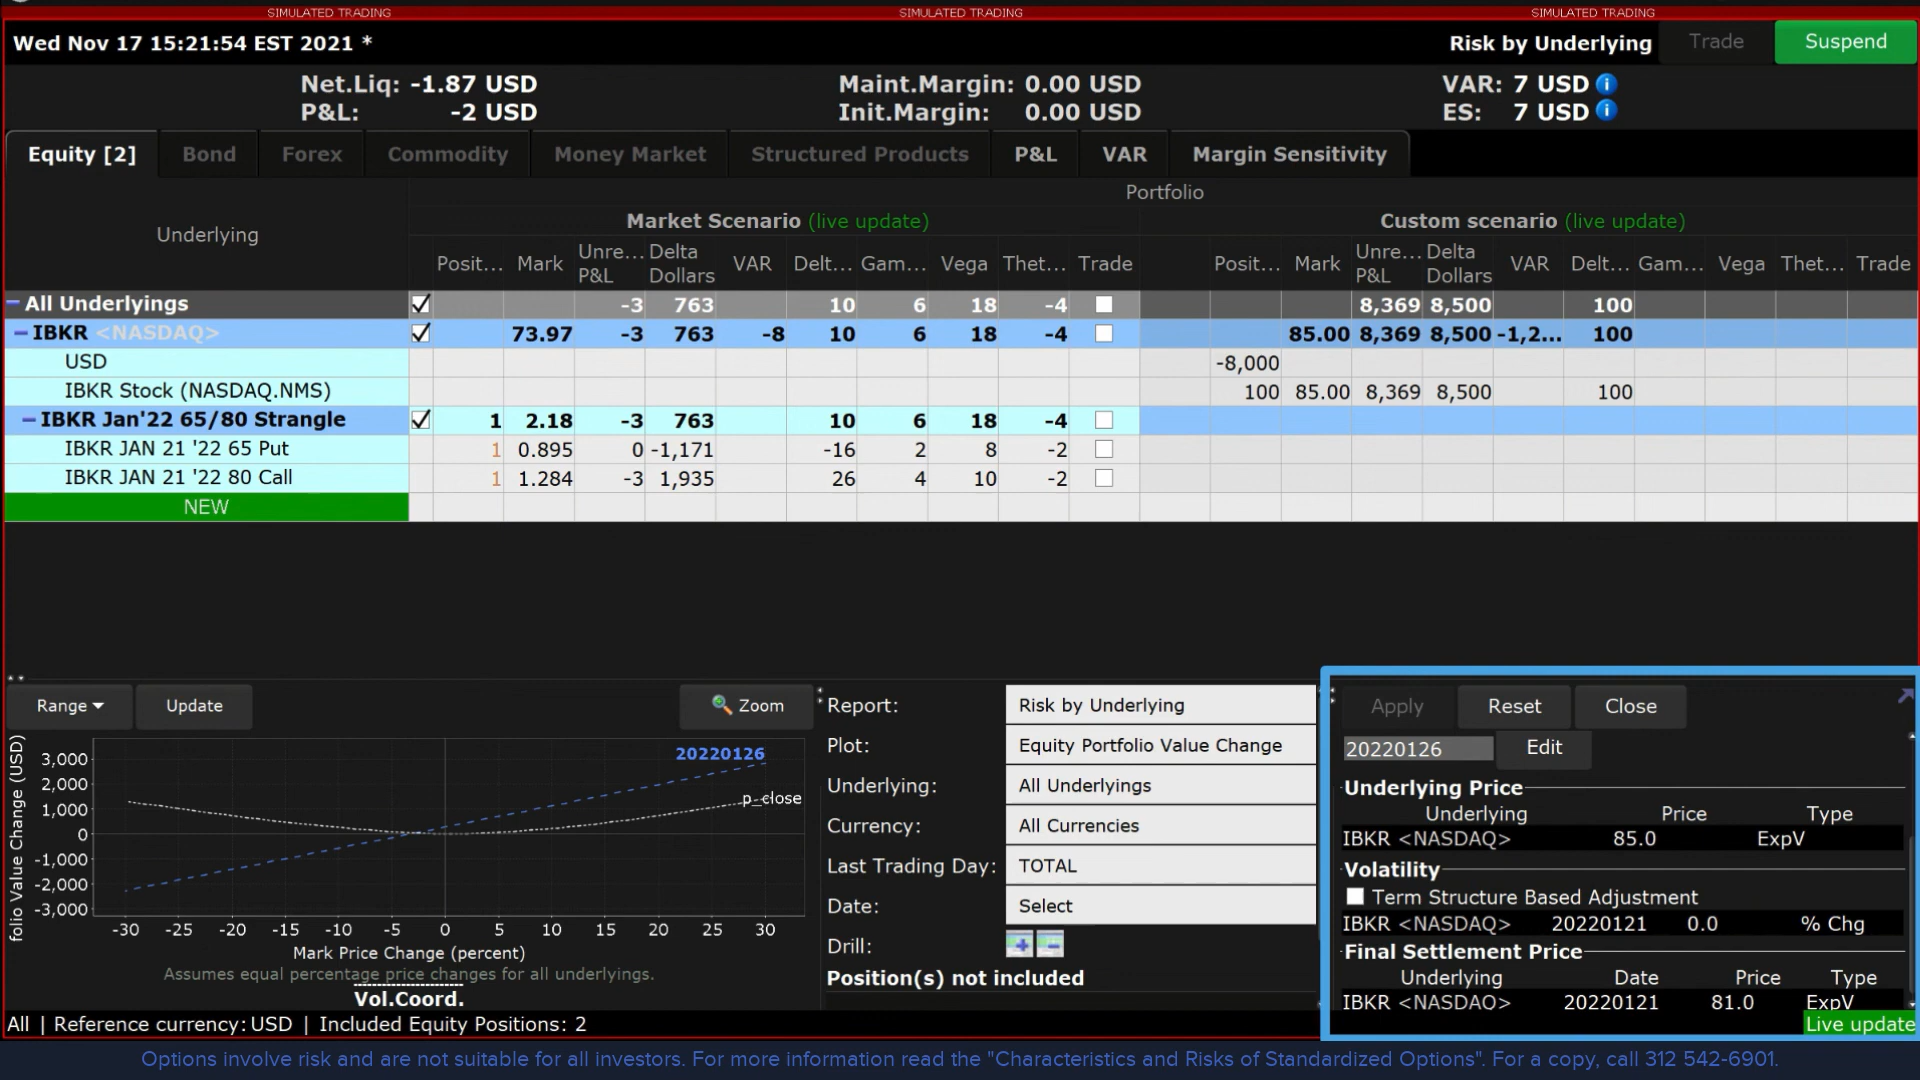 SIMULATED TRADING SIMULATED TRADING SIMULATED TRADING
Wed Nov 17 15:21:54 EST 2021 * Risk by Underlying Trade Suspend
Net.Liq: -1.87 USD Maint.Margin: 0.00 USD VAR: 7 USD
P&L: -2 USD Init.Margin: 0.00 USD ES: 7 USD
Equity [2] Bond Forex Commodity Money Market Structured Products P&L VAR Margin Sensitivity
Portfolio
Underlying Market Scenario (live update) Custom scenario (live update)
Posit... Mark Unre... P&L Delta Dollars VAR Delt... Gam... Vega Thet... Trade Posit... Mark Unre... P&L Delta Dollars VAR Delt... Gam... Vega Thet... Trade
All Underlyings -3 763 10 6 18 -4 8,369 8,500 100
IBKR <NASDAQ> 73.97 -3 763 -8 10 6 18 -4 85.00 8,369 8,500 -1,2... 100
USD -8,000
IBKR Stock (NASDAQ.NMS) 100 85.00 8,369 8,500 100
IBKR Jan'22 65/80 Strangle 1 2.18 -3 763 10 6 18 -4
IBKR JAN 21 '22 65 Put 1 0.895 0 -1,171 -16 2 8 -2
IBKR JAN 21 '22 80 Call 1 1.284 -3 1,935 26 4 10 -2
NEW
Range Update Zoom
folio Value Change (USD)
20220126
p_close
3,000
2,000
1,000
0
-1,000
-2,000
-3,000
-30 -25 -20 -15 -10 -5 0 5 10 15 20 25 30
Mark Price Change (percent)
Assumes equal percentage price changes for all underlyings.
Vol.Coord.
Report: Risk by Underlying
Plot: Equity Portfolio Value Change
Underlying: All Underlyings
Currency: All Currencies
Last Trading Day: TOTAL
Date: Select
Drill:
Position(s) not included
Apply Reset Close
20220126 Edit
Underlying Price
Underlying Price Type
IBKR <NASDAQ> 85.0 ExpV
Volatility
Term Structure Based Adjustment
IBKR <NASDAQ> 20220121 0.0 % Chg
Final Settlement Price
Underlying Date Price Type
IBKR <NASDAQ> 20220121 81.0 ExpV
Live update
All | Reference currency: USD | Included Equity Positions: 2
Options involve risk and are not suitable for all investors. For more information read the "Characteristics and Risks of Standardized Options". For a copy, call 312 542-6901.